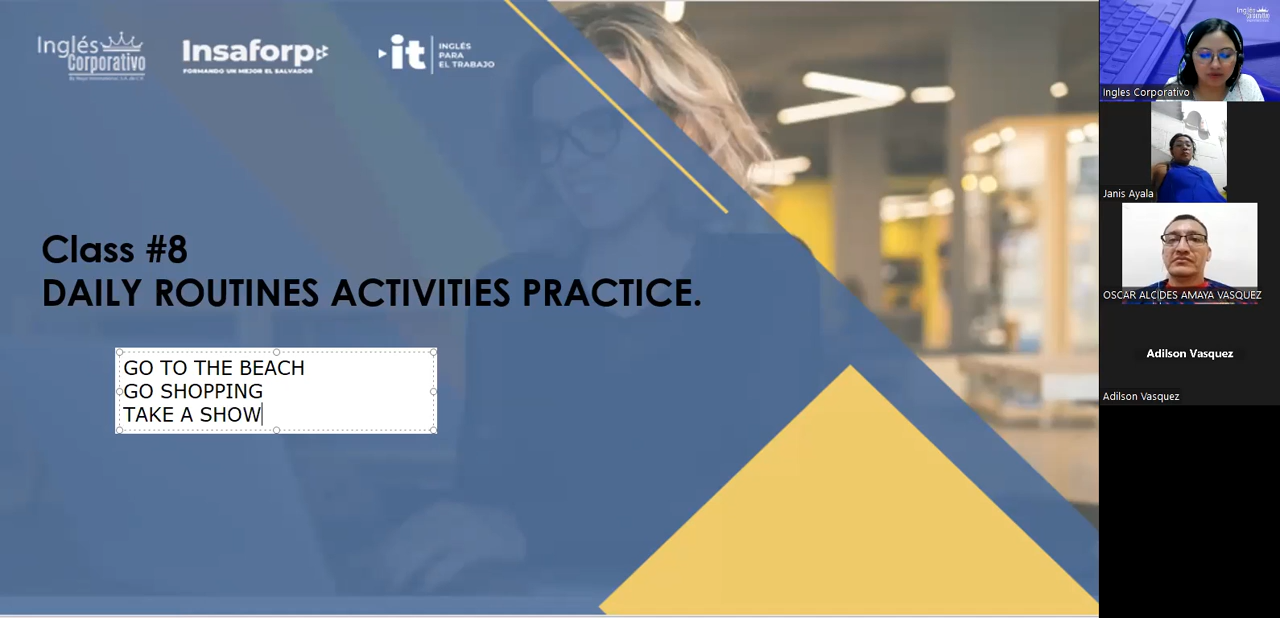 Inglés
Corporativo
Insaforp
FORMANDO UN MEJOR EL SALVADOR
it
INGLÉS
PARA
EL TRABAJO
Class #8
DAILY ROUTINES ACTIVITIES PRACTICE.
GO TO THE BEACH
GO SHOPPING
TAKE A SHOW
Ingles Corporativo
Janis Ayala
OSCAR ALCIDES AMAYA VASQUEZ
Adilson Vasquez
Adilson Vasquez